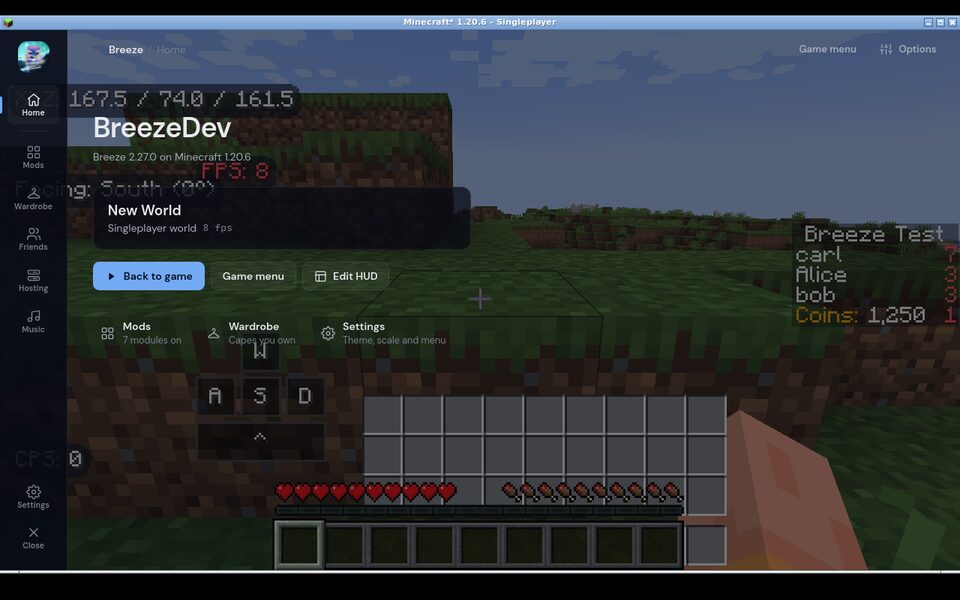 Minecraft* 1.20.6 - Singleplayer
Breeze / Home
Game menu
Options
Home
XYZ: 167.5 / 74.0 / 161.5
BreezeDev
Breeze 2.27.0 on Minecraft 1.20.6
FPS: 8
Mods
Facing: South (0°)
Wardrobe
New World
Singleplayer world 8 fps
Friends
Breeze Test
carl 7
Alice 3
bob 3
Coins: 1,250 1
Hosting
Back to game
Game menu
Edit HUD
Music
Mods
7 modules on
Wardrobe
Capes you own
Settings
Theme, scale and menu
W
A
S
D
^
CPS: 0
Settings
Close